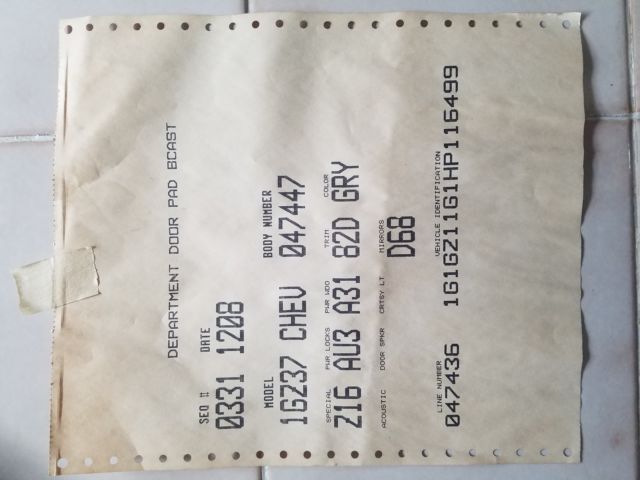 DEPARTMENT DOOR PAD BCAST
SEQ # DATE
0331 1208
MODEL BODY NUMBER
1GZ37 CHEV 047447
SPECIAL PWR LOCKS PWR WDO TRIM COLOR
Z16 AU3 A31 82D GRY
ACOUSTIC DOOR SPKR CRTSY LT MIRRORS
D68
LINE NUMBER VEHICLE IDENTIFICATION
047436 1G1GZ11G1HP116499